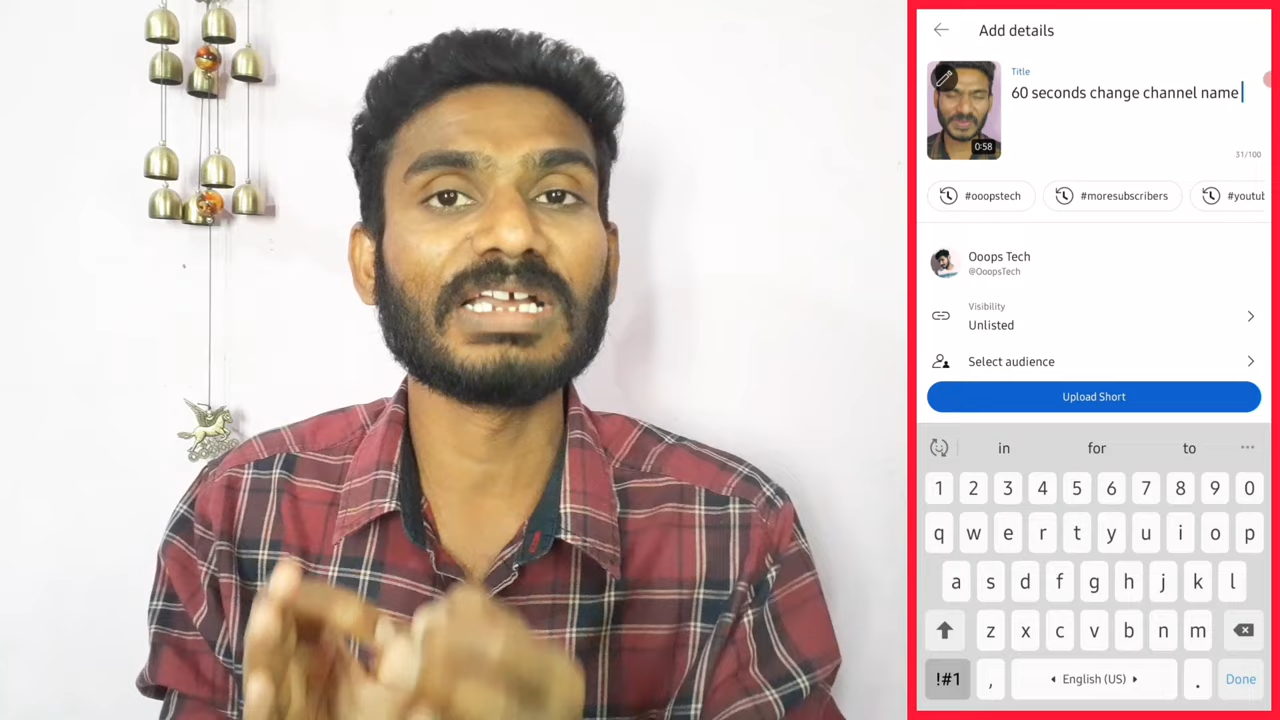 Add details
Title
60 seconds change channel name
0:58
31/100
#ooopstech #moresubscribers #youtub
Ooops Tech
@OoopsTech
Visibility
Unlisted
Select audience
Upload Short
in for to
1 2 3 4 5 6 7 8 9 0
q w e r t y u i o p
a s d f g h j k l
z x c v b n m
!#1 , English (US) . Done